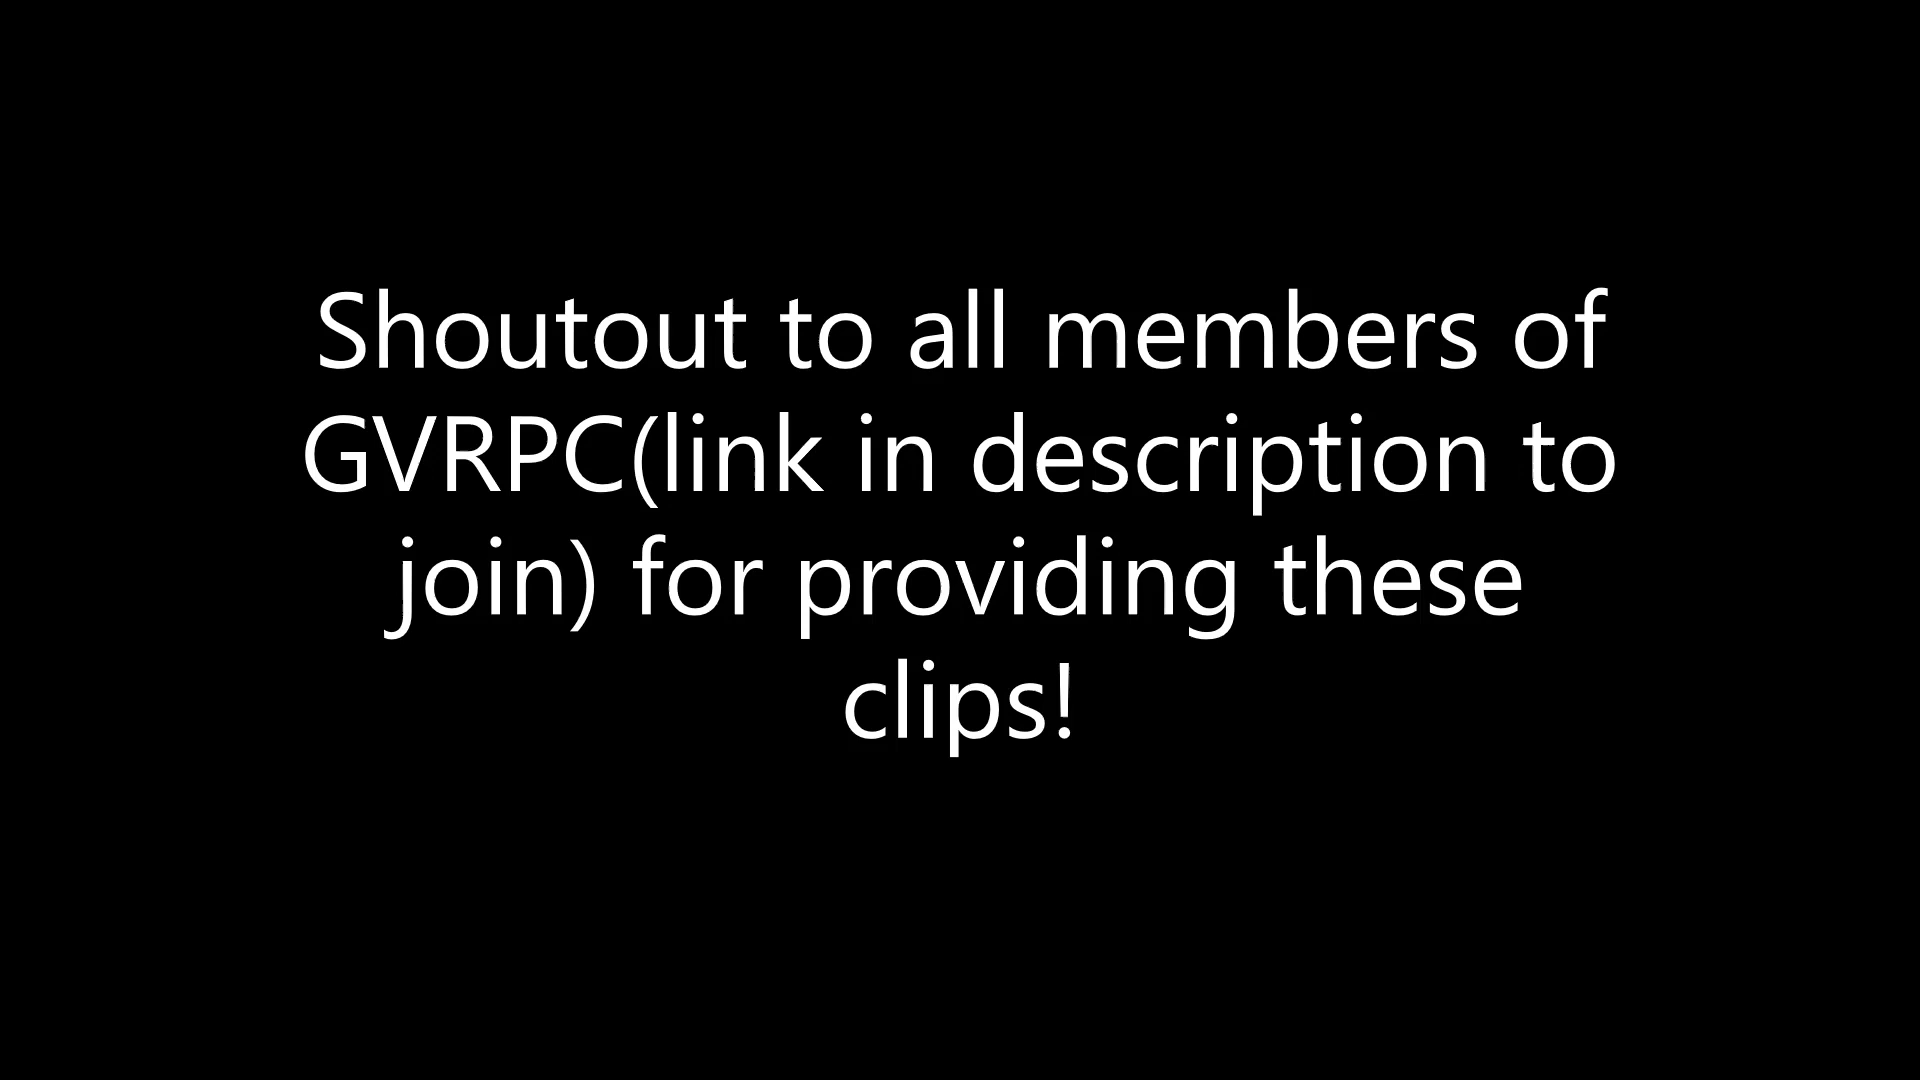 Shoutout to all members of
GVRPC(link in description to
join) for providing these
clips!